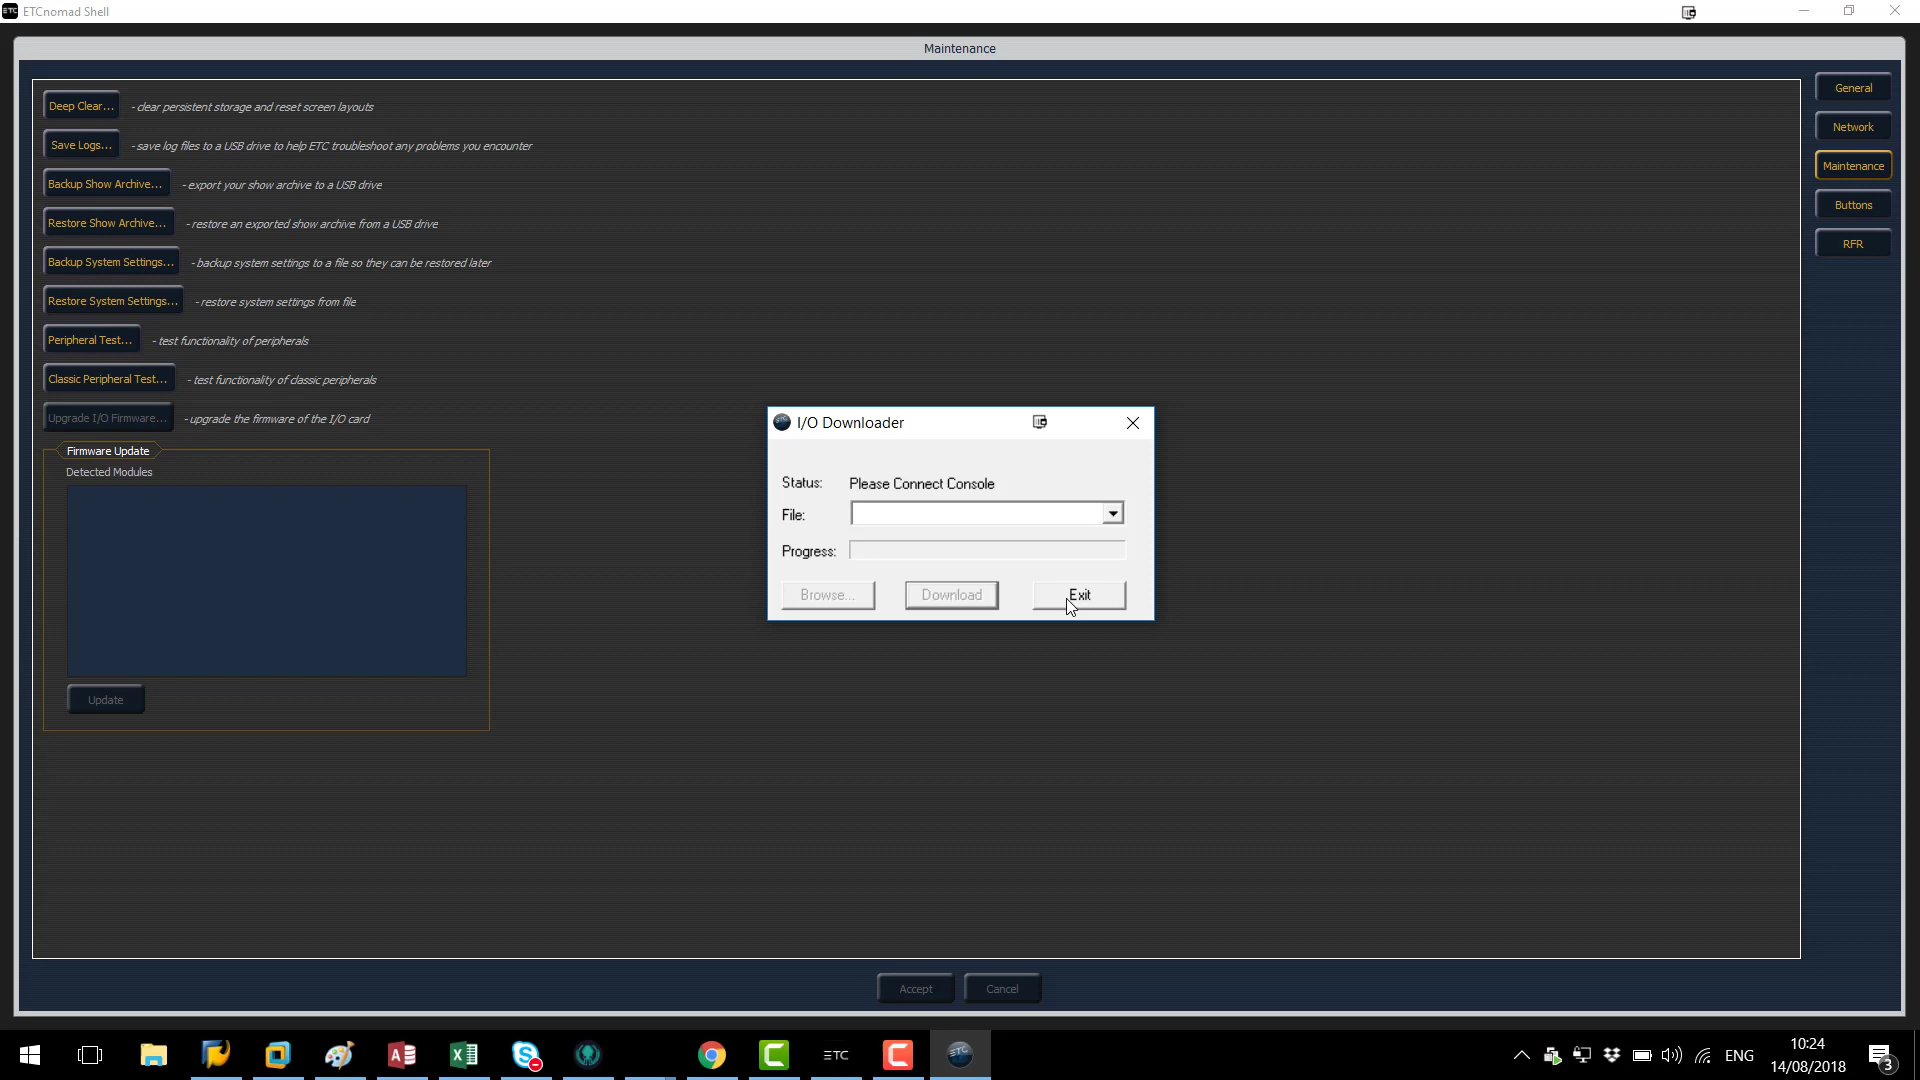 ETCnomad Shell
Maintenance
Deep Clear... - clear persistent storage and reset screen layouts
Save Logs... - save log files to a USB drive to help ETC troubleshoot any problems you encounter
Backup Show Archive... - export your show archive to a USB drive
Restore Show Archive... - restore an exported show archive from a USB drive
Backup System Settings... - backup system settings to a file so they can be restored later
Restore System Settings... - restore system settings from file
Peripheral Test... - test functionality of peripherals
Classic Peripheral Test... - test functionality of classic peripherals
Upgrade I/O Firmware... - upgrade the firmware of the I/O card
Firmware Update
Detected Modules
Update
General
Network
Maintenance
Buttons
RFR
I/O Downloader
Status: Please Connect Console
File:
Progress:
Browse... Download Exit
Accept Cancel
ETC
ENG
10:24
14/08/2018
3